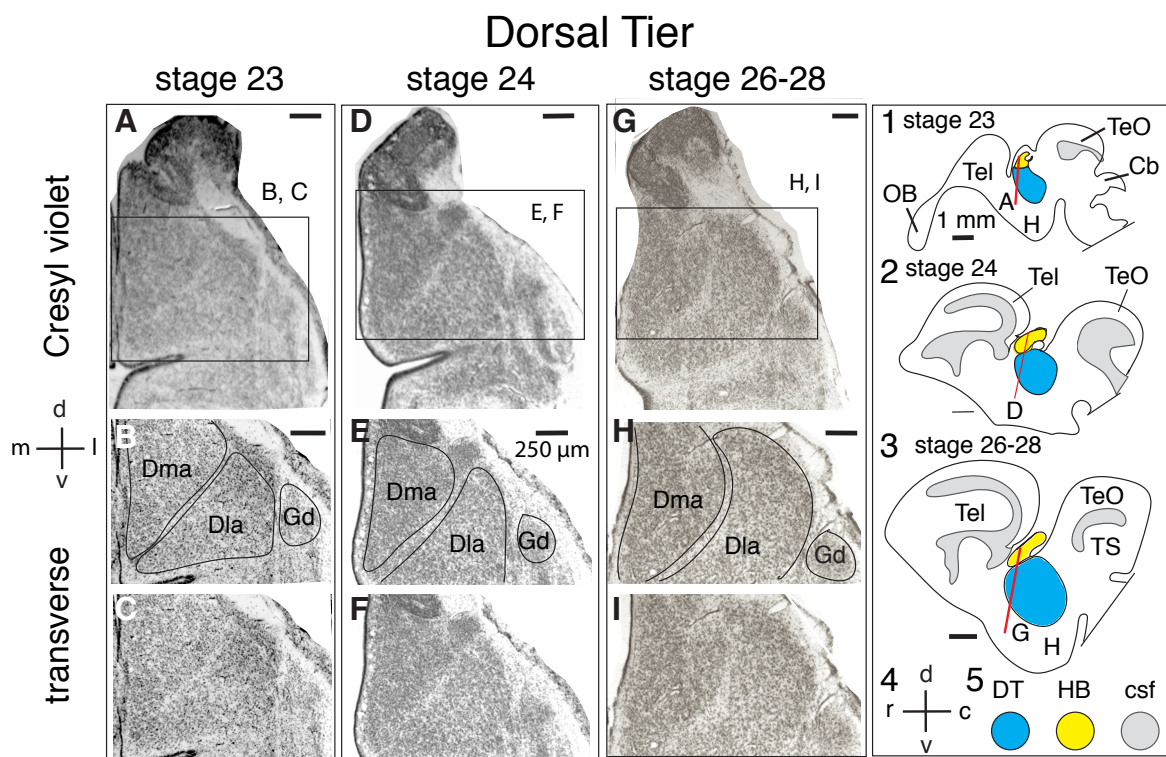 Dorsal Tier
stage 23
stage 24
stage 26-28
Cresyl violet
transverse
d
m l
v
A
B, C
B
Dma
Dla
Gd
C
D
E, F
E
250 µm
Dma
Dla
Gd
F
G
H, I
H
Dma
Dla
Gd
I
1 stage 23
TeO
Tel
Cb
OB
A
H
1 mm
2 stage 24
Tel
TeO
D
3 stage 26-28
Tel
TeO
TS
G
H
4
d
r c
v
5
DT HB csf